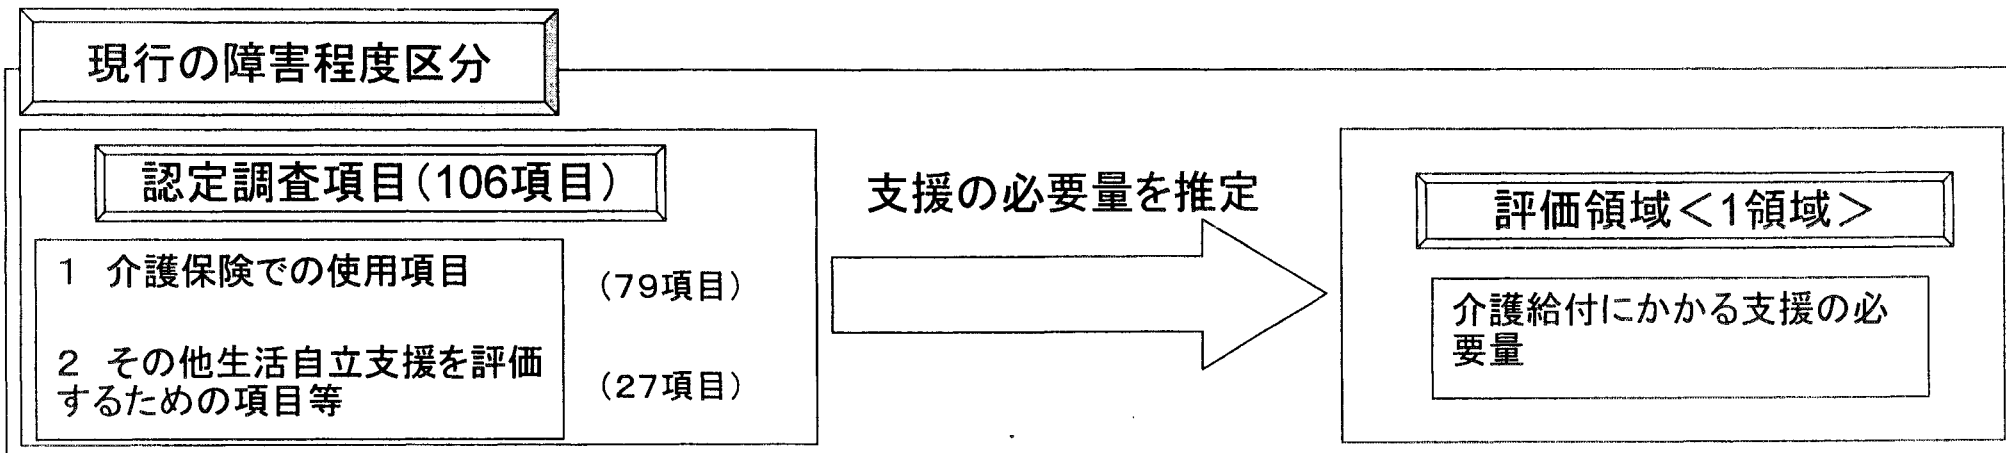 現行の障害程度区分
認定調査項目(106項目)
1 介護保険での使用項目
(79項目)
2 その他生活自立支援を評価
するための項目等
(27項目)
支援の必要量を推定
評価領域<1領域>
介護給付にかかる支援の必
要量